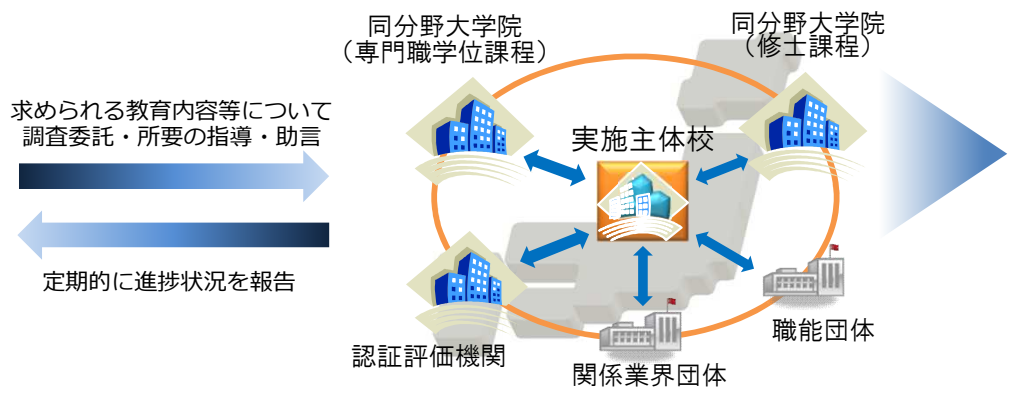 同分野大学院
（専門職学位課程）
同分野大学院
（修士課程）
求められる教育内容等について
調査委託・所要の指導・助言
実施主体校
定期的に進捗状況を報告
認証評価機関
関係業界団体
職能団体